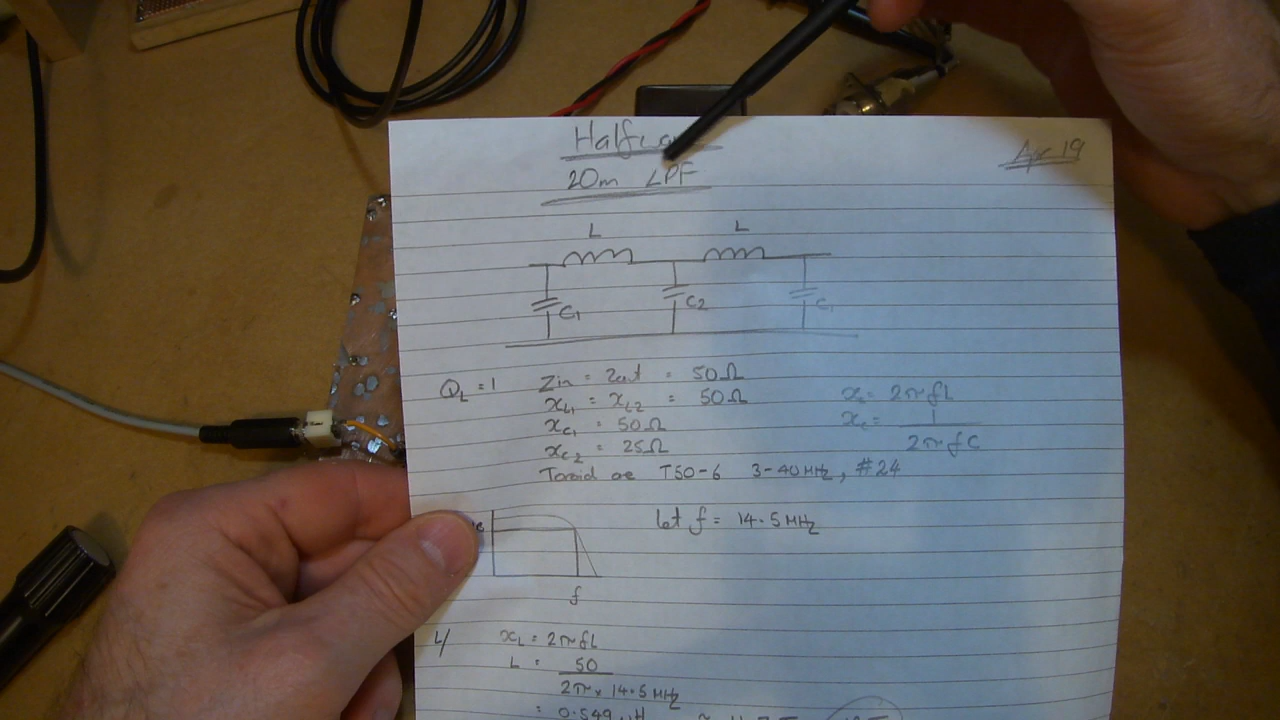 Apr 19
20m LPF
L L
C1 C2 C1
QL = 1 Zin = Zout = 50Ω
xL1 = xL2 = 50Ω xL = 2πfL
xC1 = 50Ω xC = 1
xC2 = 25Ω 2πfC
Toroid are T50-6 3-40MHz, #24
let f = 14.5MHz
f
L/ xL = 2πfL
L = 50
2π x 14.5MHz
= 0.549 uH